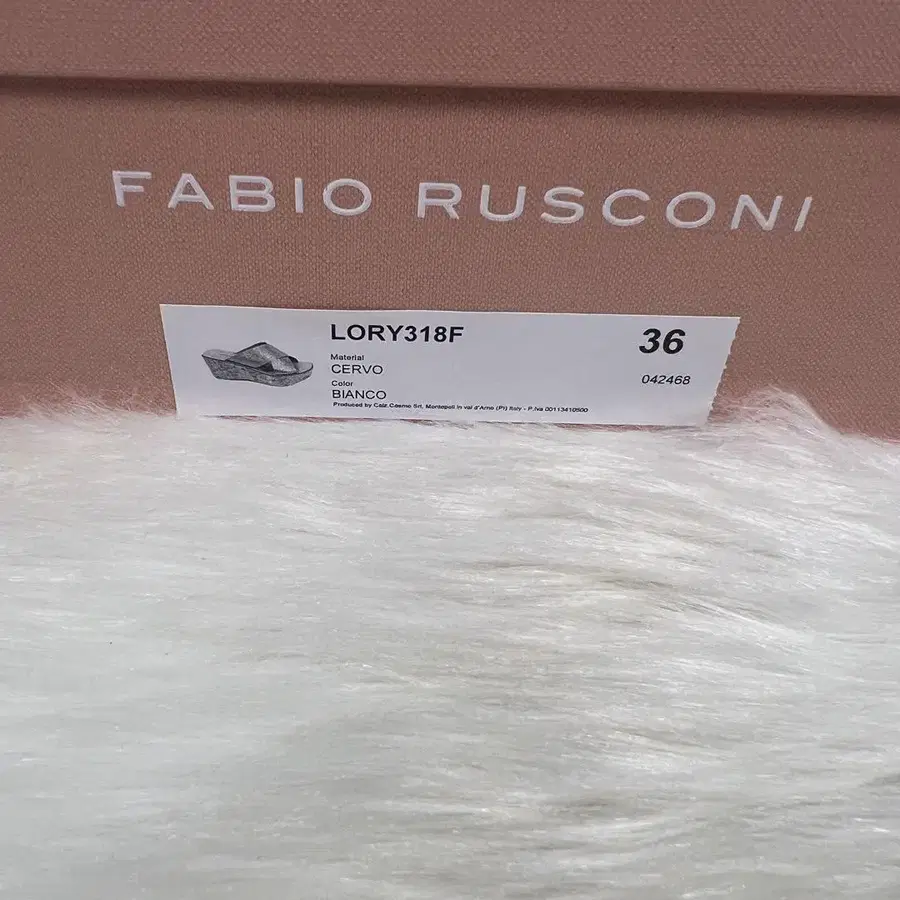 FABIO RUSCONI
LORY318F
36
Material
CERVO
042468
Color
BIANCO
Produced by Calz.Cosmo Srl. Montopoli in val d'Arno (PI) Italy - P.Iva 00113410500